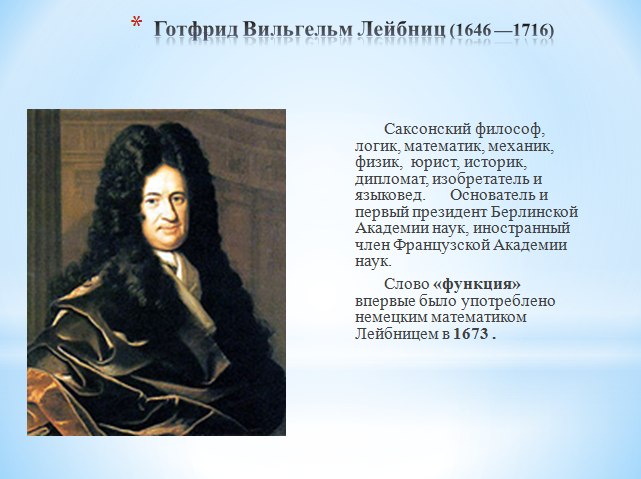 * Готфрид Вильгельм Лейбниц (1646 —1716)
Саксонский философ,
логик, математик, механик,
физик, юрист, историк,
дипломат, изобретатель и
языковед. Основатель и
первый президент Берлинской
Академии наук, иностранный
член Французской Академии
наук.
Слово «функция»
впервые было употреблено
немецким математиком
Лейбницем в 1673 .